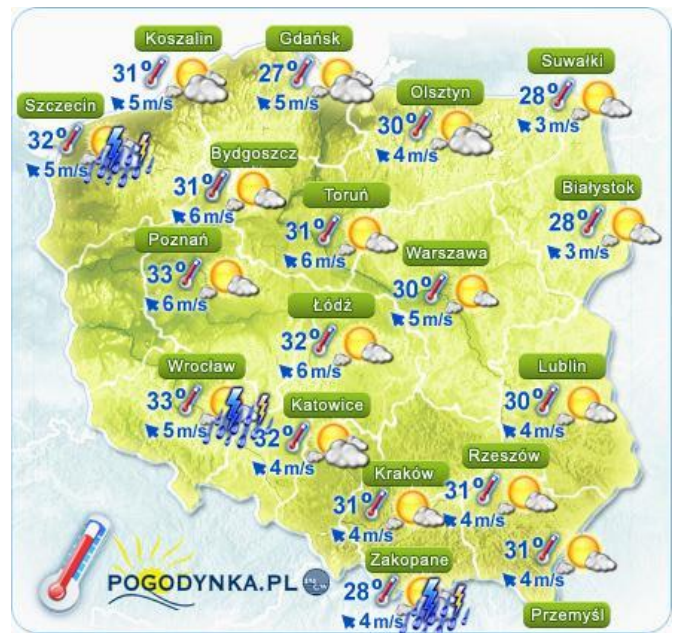 Koszalin
31°
5 m/s
Gdańsk
27°
5 m/s
Suwałki
28°
3 m/s
Szczecin
32°
5 m/s
Olsztyn
30°
4 m/s
Bydgoszcz
31°
6 m/s
Toruń
31°
6 m/s
Białystok
28°
3 m/s
Poznań
33°
6 m/s
Warszawa
30°
5 m/s
Łódź
32°
6 m/s
Wrocław
33°
5 m/s
Katowice
32°
4 m/s
Lublin
30°
4 m/s
Kraków
31°
4 m/s
Rzeszów
31°
4 m/s
Zakopane
28°
4 m/s
31°
4 m/s
Przemyśl
POGODYNKA.PL